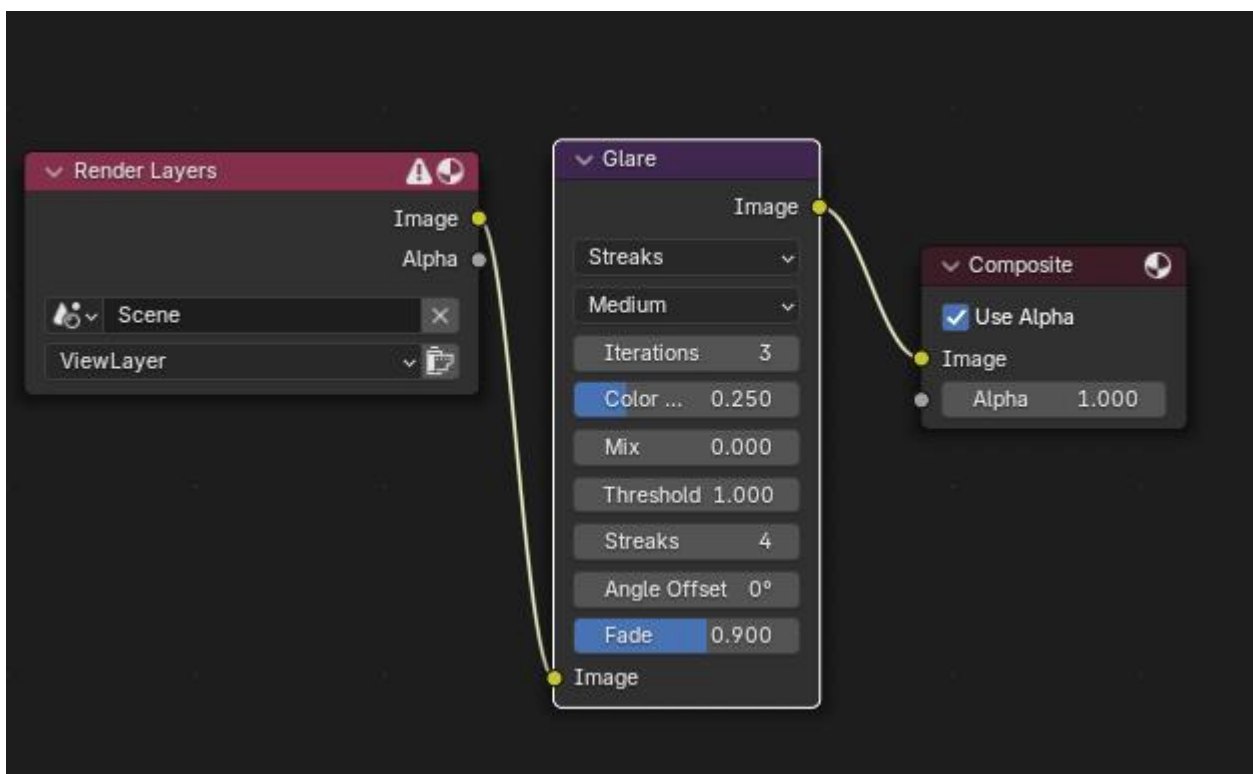 Render Layers
Image
Alpha
Scene
ViewLayer
Glare
Image
Streaks
Medium
Iterations 3
Color ... 0.250
Mix 0.000
Threshold 1.000
Streaks 4
Angle Offset 0°
Fade 0.900
Image
Composite
Use Alpha
Image
Alpha 1.000